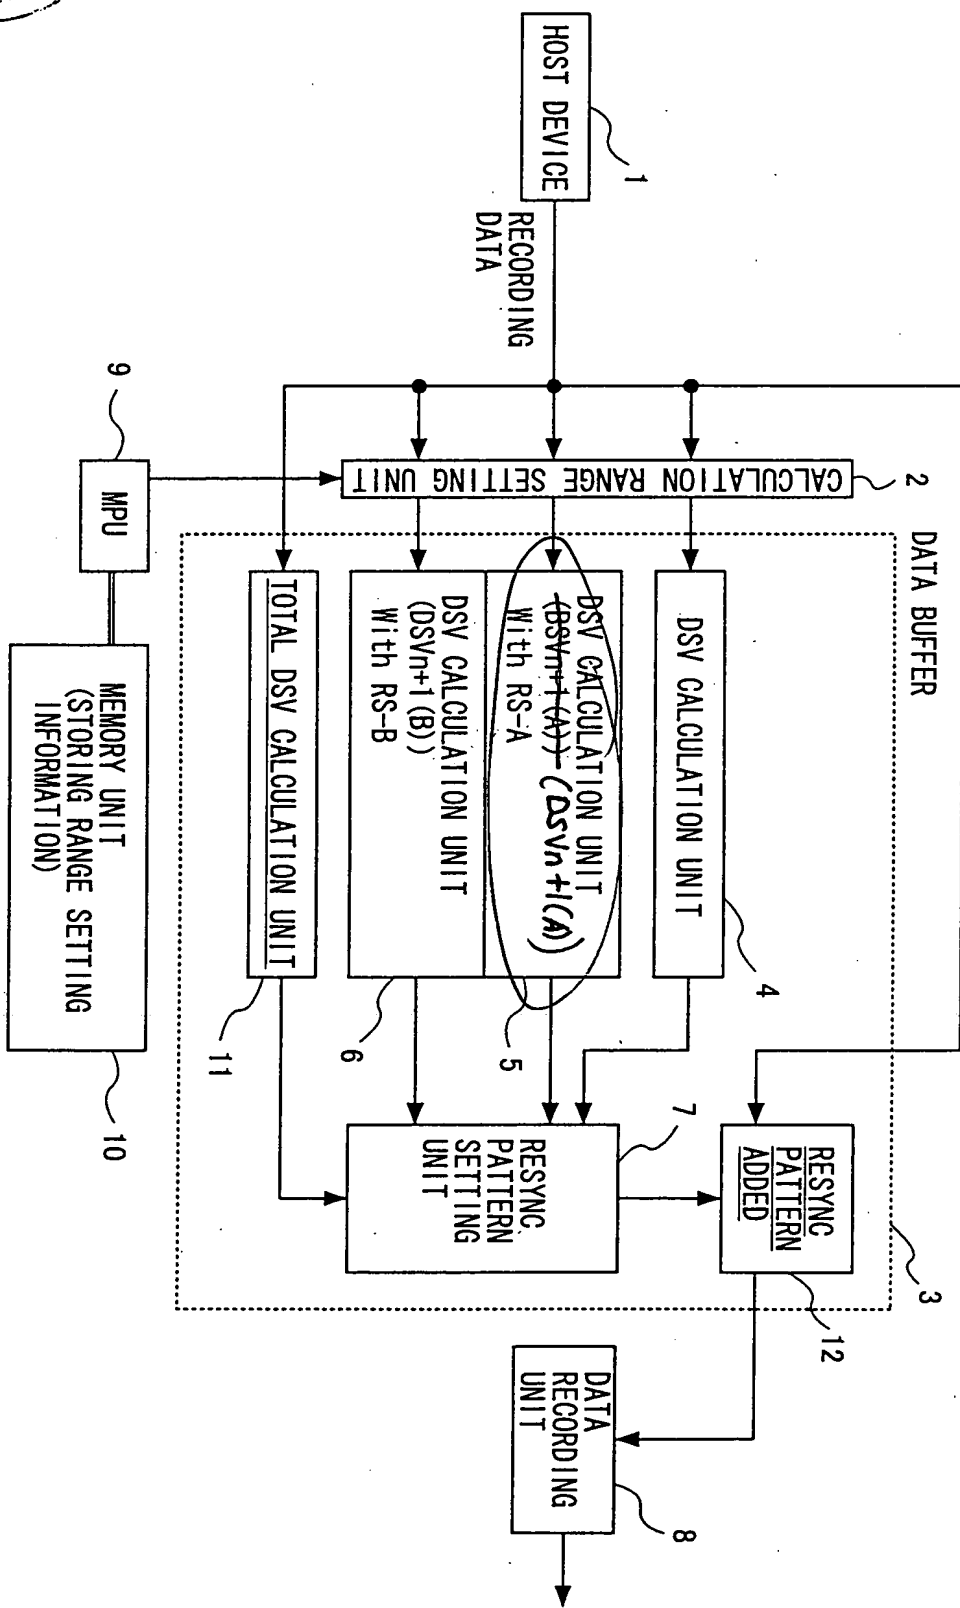 HOST DEVICE
1
RECORDING
DATA
CALCULATION RANGE SETTING UNIT
2
DATA BUFFER
3
DSV CALCULATION UNIT
4
DSV CALCULATION UNIT
(DSVn+1(A)) (DSVn+1(A))
With RS-A
5
DSV CALCULATION UNIT
(DSVn+1(B))
With RS-B
6
TOTAL DSV CALCULATION UNIT
11
RESYNC
PATTERN
SETTING
UNIT
7
RESYNC
PATTERN
ADDED
12
DATA
RECORDING
UNIT
8
MPU
9
MEMORY UNIT
(STORING RANGE SETTING
INFORMATION)
10